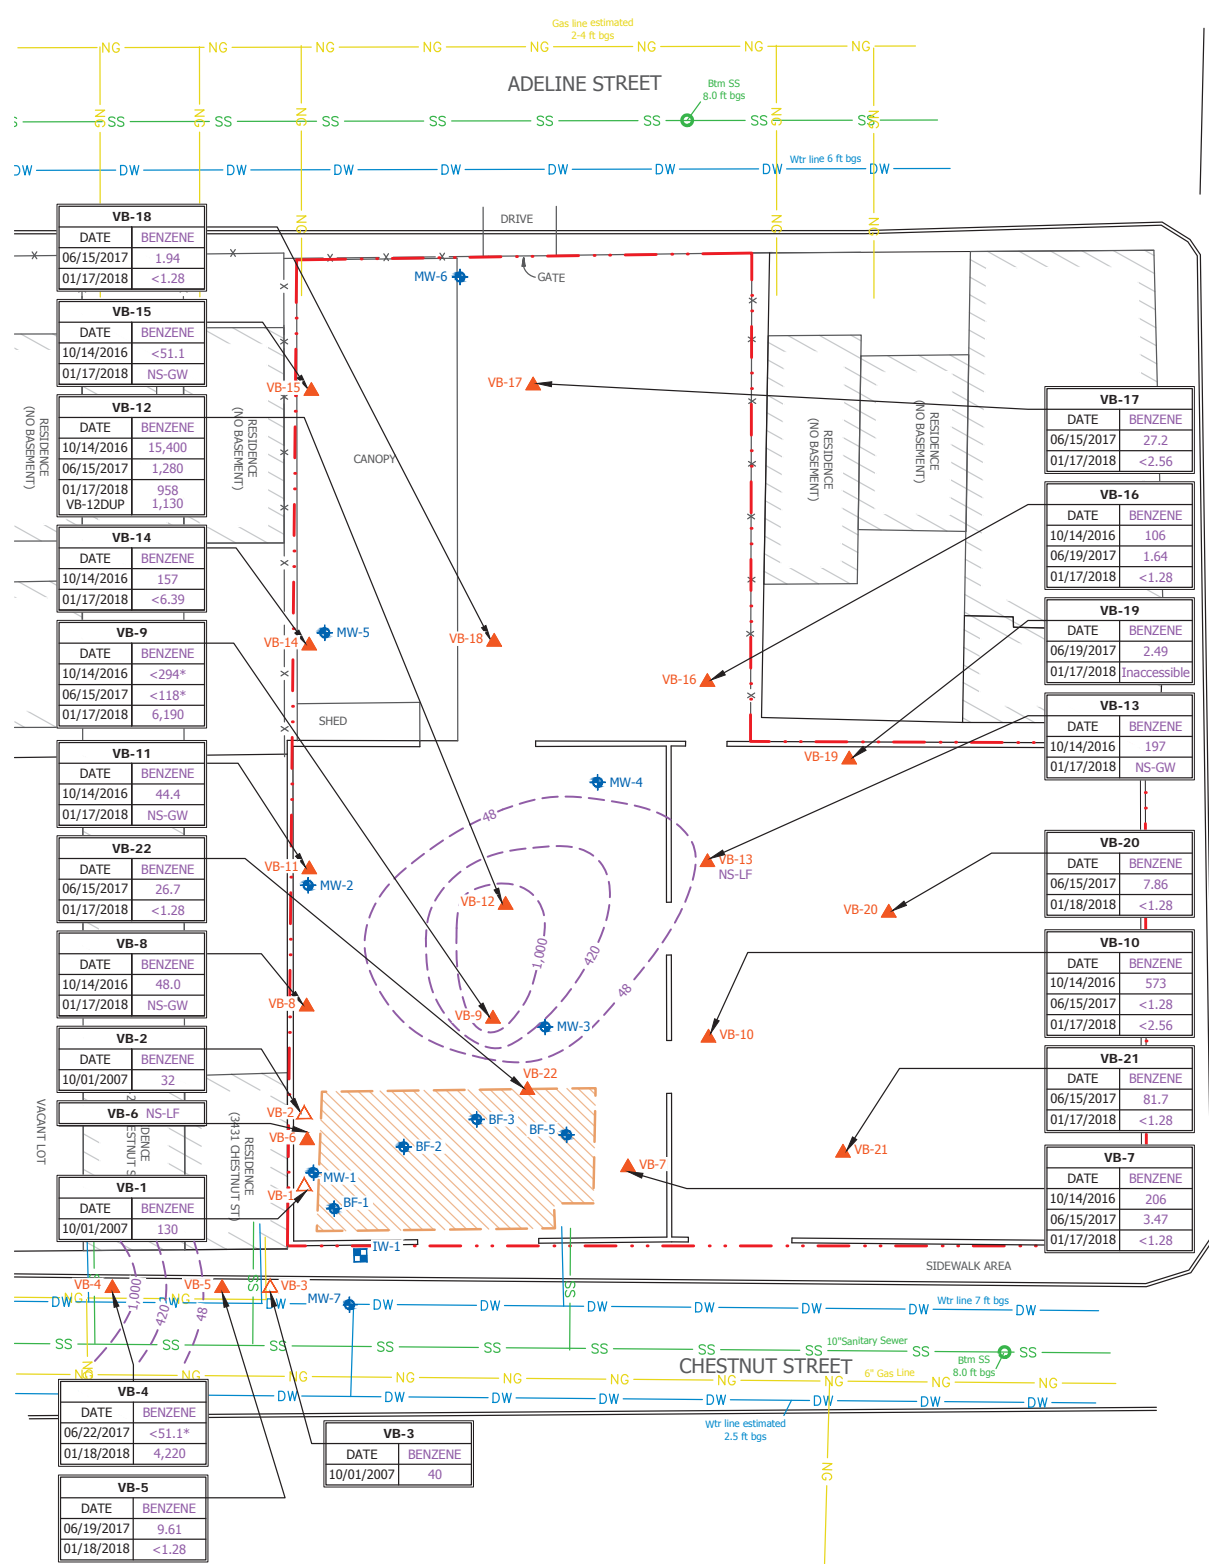 Gas line estimated
2-4 ft bgs
NG NG NG NG NG NG NG NG
ADELINE STREET
Btm SS
8.0 ft bgs
NG NG NG NG
SS SS SS SS SS SS SS SS
Wtr line 6 ft bgs
DW DW DW DW DW DW DW DW DW
NG NG
DRIVE
GATE
MW-6
VB-18
DATE BENZENE
06/15/2017 1.94
01/17/2018 <1.28
VB-15
DATE BENZENE
10/14/2016 <51.1
01/17/2018 NS-GW
VB-12
DATE BENZENE
10/14/2016 15,400
06/15/2017 1,280
01/17/2018 958
VB-12DUP 1,130
VB-14
DATE BENZENE
10/14/2016 157
01/17/2018 <6.39
VB-9
DATE BENZENE
10/14/2016 <294*
06/15/2017 <118*
01/17/2018 6,190
VB-11
DATE BENZENE
10/14/2016 44.4
01/17/2018 NS-GW
VB-22
DATE BENZENE
06/15/2017 26.7
01/17/2018 <1.28
VB-8
DATE BENZENE
10/14/2016 48.0
01/17/2018 NS-GW
VB-2
DATE BENZENE
10/01/2007 32
VB-6 NS-LF
VB-1
DATE BENZENE
10/01/2007 130
RESIDENCE
(NO BASEMENT)
RESIDENCE
(NO BASEMENT)
VACANT LOT
RESIDENCE
(3431 CHESTNUT ST)
VB-15
VB-17
CANOPY
RESIDENCE
(NO BASEMENT)
RESIDENCE
(NO BASEMENT)
VB-14
MW-5
VB-18
VB-16
SHED
VB-19
MW-4
48
VB-13
NS-LF
VB-11
MW-2
VB-12
VB-20
1,000
420
48
VB-8
VB-9
MW-3
VB-10
VB-22
VB-2
VB-6
BF-3
BF-2
BF-5
VB-21
MW-1
VB-7
VB-1
BF-1
IW-1
VB-17
DATE BENZENE
06/15/2017 27.2
01/17/2018 <2.56
VB-16
DATE BENZENE
10/14/2016 106
06/19/2017 1.64
01/17/2018 <1.28
VB-19
DATE BENZENE
06/19/2017 2.49
01/17/2018 Inaccessible
VB-13
DATE BENZENE
10/14/2016 197
01/17/2018 NS-GW
VB-20
DATE BENZENE
06/15/2017 7.86
01/18/2018 <1.28
VB-10
DATE BENZENE
10/14/2016 573
06/15/2017 <1.28
01/17/2018 <2.56
VB-21
DATE BENZENE
06/15/2017 81.7
01/17/2018 <1.28
VB-7
DATE BENZENE
10/14/2016 206
06/15/2017 3.47
01/17/2018 <1.28
SIDEWALK AREA
VB-4 VB-5 VB-3
1,000 420 48
SS SS
NG NG
Wtr line 7 ft bgs
DW DW MW-7 DW DW DW DW DW DW DW
10"Sanitary Sewer
SS SS SS SS SS SS SS SS SS SS
CHESTNUT STREET
Btm SS
8.0 ft bgs
6" Gas Line
NG
NG NG NG NG NG NG NG NG NG NG
DW DW DW DW DW DW DW DW
Wtr line estimated
2.5 ft bgs
NG
VB-4
DATE BENZENE
06/22/2017 <51.1*
01/18/2018 4,220
VB-3
DATE BENZENE
10/01/2007 40
VB-5
DATE BENZENE
06/19/2017 9.61
01/18/2018 <1.28